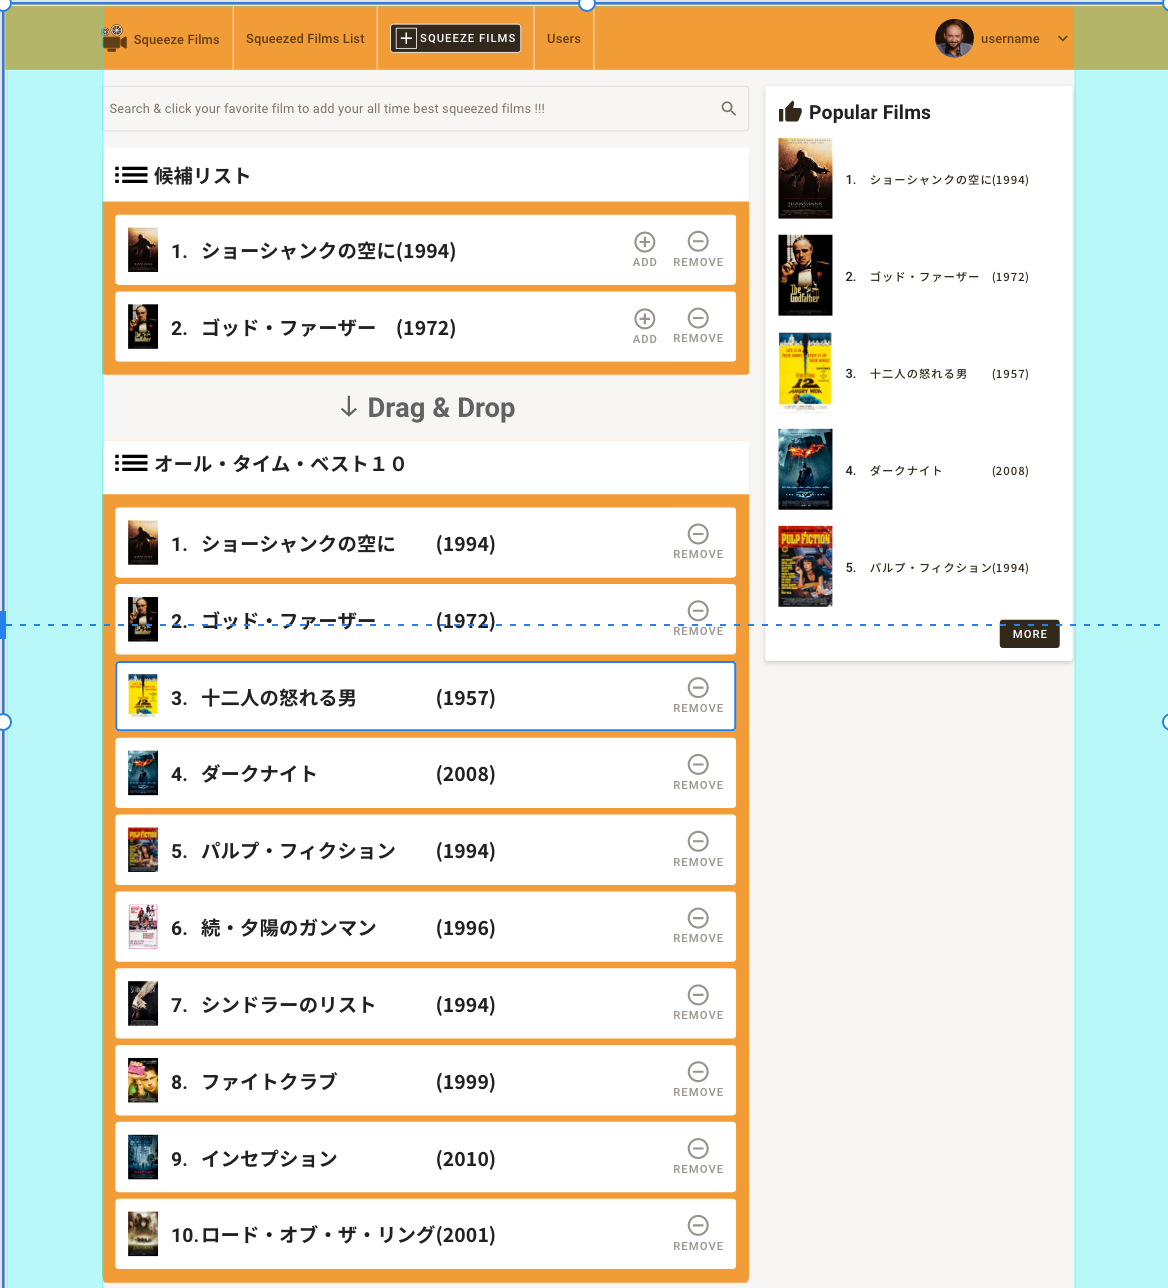 Squeeze Films
Squeezed Films List
SQUEEZE FILMS
Users
username
Search & click your favorite film to add your all time best squeezed films !!!
候補リスト
1. ショーシャンクの空に(1994)
ADD
REMOVE
2. ゴッド・ファーザー (1972)
ADD
REMOVE
Drag & Drop
オール・タイム・ベスト１０
1. ショーシャンクの空に (1994)
REMOVE
2. ゴッド・ファーザー (1972)
REMOVE
3. 十二人の怒れる男 (1957)
REMOVE
4. ダークナイト (2008)
REMOVE
5. パルプ・フィクション (1994)
REMOVE
6. 続・夕陽のガンマン (1996)
REMOVE
7. シンドラーのリスト (1994)
REMOVE
8. ファイトクラブ (1999)
REMOVE
9. インセプション (2010)
REMOVE
10. ロード・オブ・ザ・リング(2001)
REMOVE
Popular Films
1. ショーシャンクの空に(1994)
The Godfather
2. ゴッド・ファーザー (1972)
12
ANGRY MEN
3. 十二人の怒れる男 (1957)
4. ダークナイト (2008)
PULP FICTION
5. パルプ・フィクション(1994)
MORE